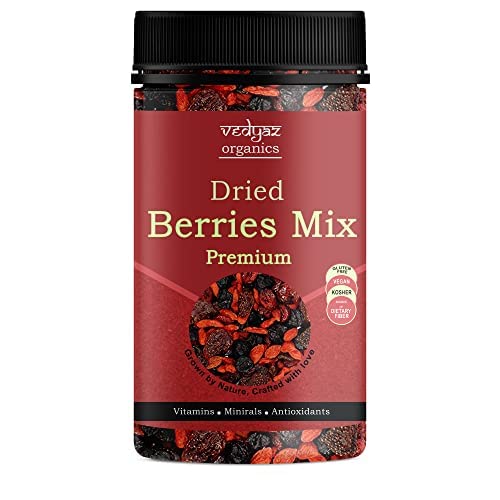 vedyaz
organics
Dried
Berries Mix
Premium
GLUTEN
FREE
VEGAN
KOSHER
DIETARY
FIBER
Grown by Nature, Crafted with love
Vitamins ▪ Minirals ▪ Antioxidants